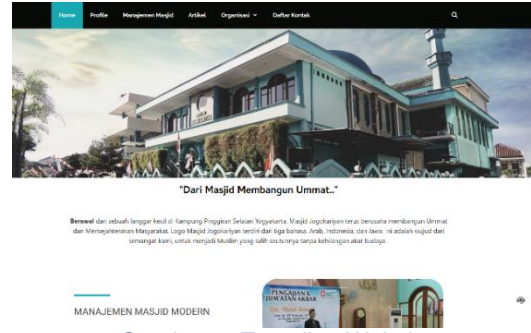 Home Profile Manajemen Masjid Artikel Organisasi Daftar Kontak
"Dari Masjid Membangun Ummat.."
Berawal dari sebuah langgar kecil di Kampung Pinggiran Selatan Yogyakarta, Masjid Jogokariyan terus berusaha membangun Ummat
dan Mensejahterakan Masyarakat. Logo Masjid Jogokariyan terdiri dari tiga bahasa. Arab, Indonesia, dan Jawa. Ini adalah wujud dari
semangat kami, untuk menjadi Muslim yang salih seutuhnya tanpa kehilangan akar budaya.
MANAJEMEN MASJID MODERN
PENGAJIAN &
JUM'ATAN AKBAR